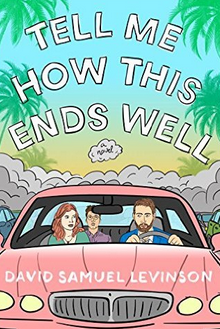 TELL ME
HOW THIS
ENDS WELL
a novel
DAVID SAMUEL LEVINSON